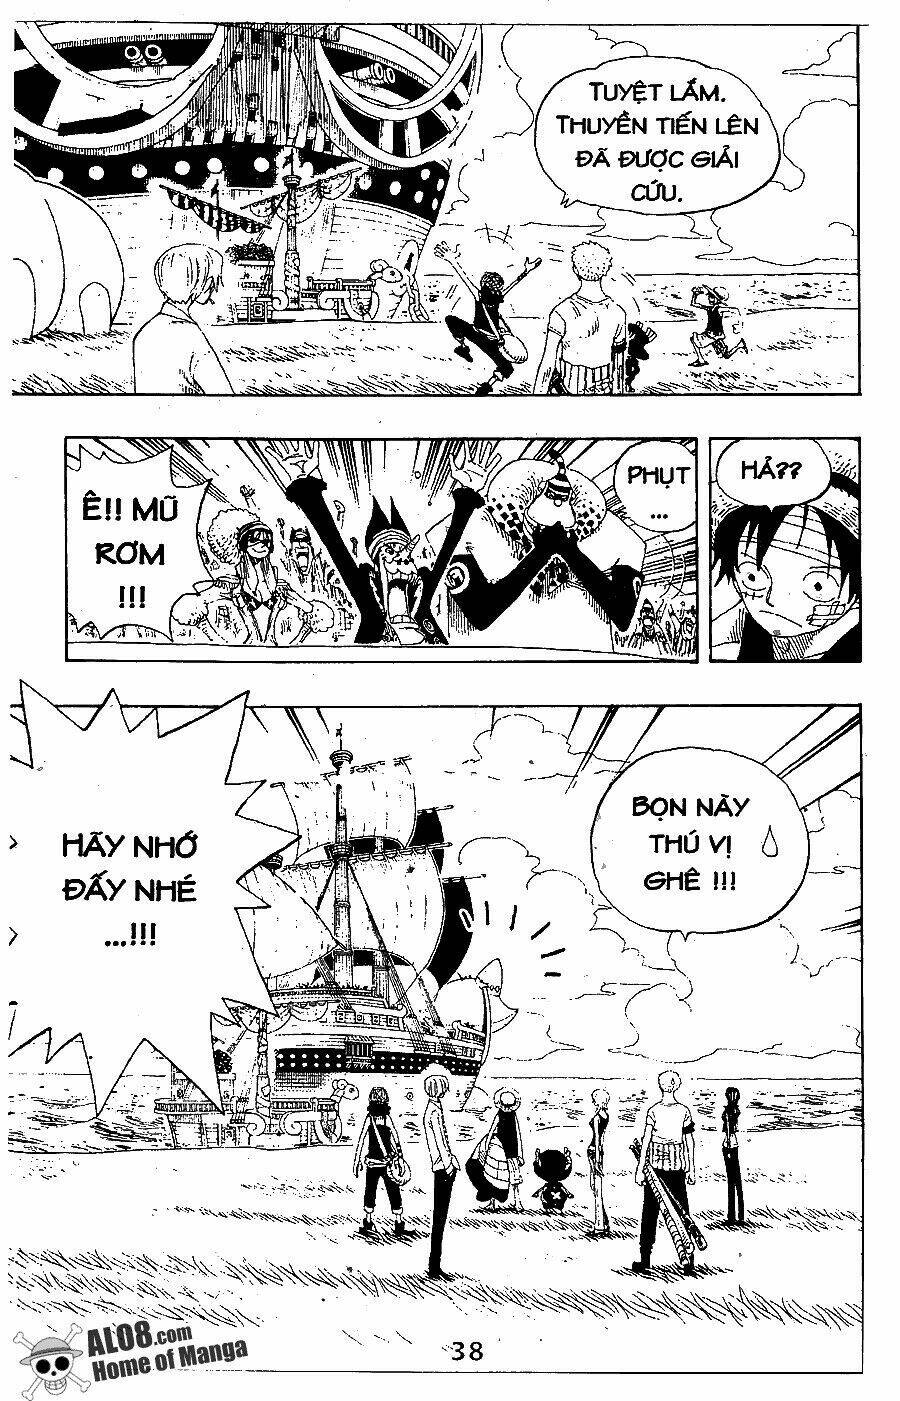 TUYỆT LẮM.
THUYỀN TIẾN LÊN
ĐÃ ĐƯỢC GIẢI
CỨU.
Ê!! MŨ
RƠM
!!!
PHỤT
...
HẢ??
HÃY NHỚ
ĐẤY NHÉ
...!!!
BỌN NÀY
THÚ VỊ
GHÊ !!!
38
AL08.com
Home of Manga